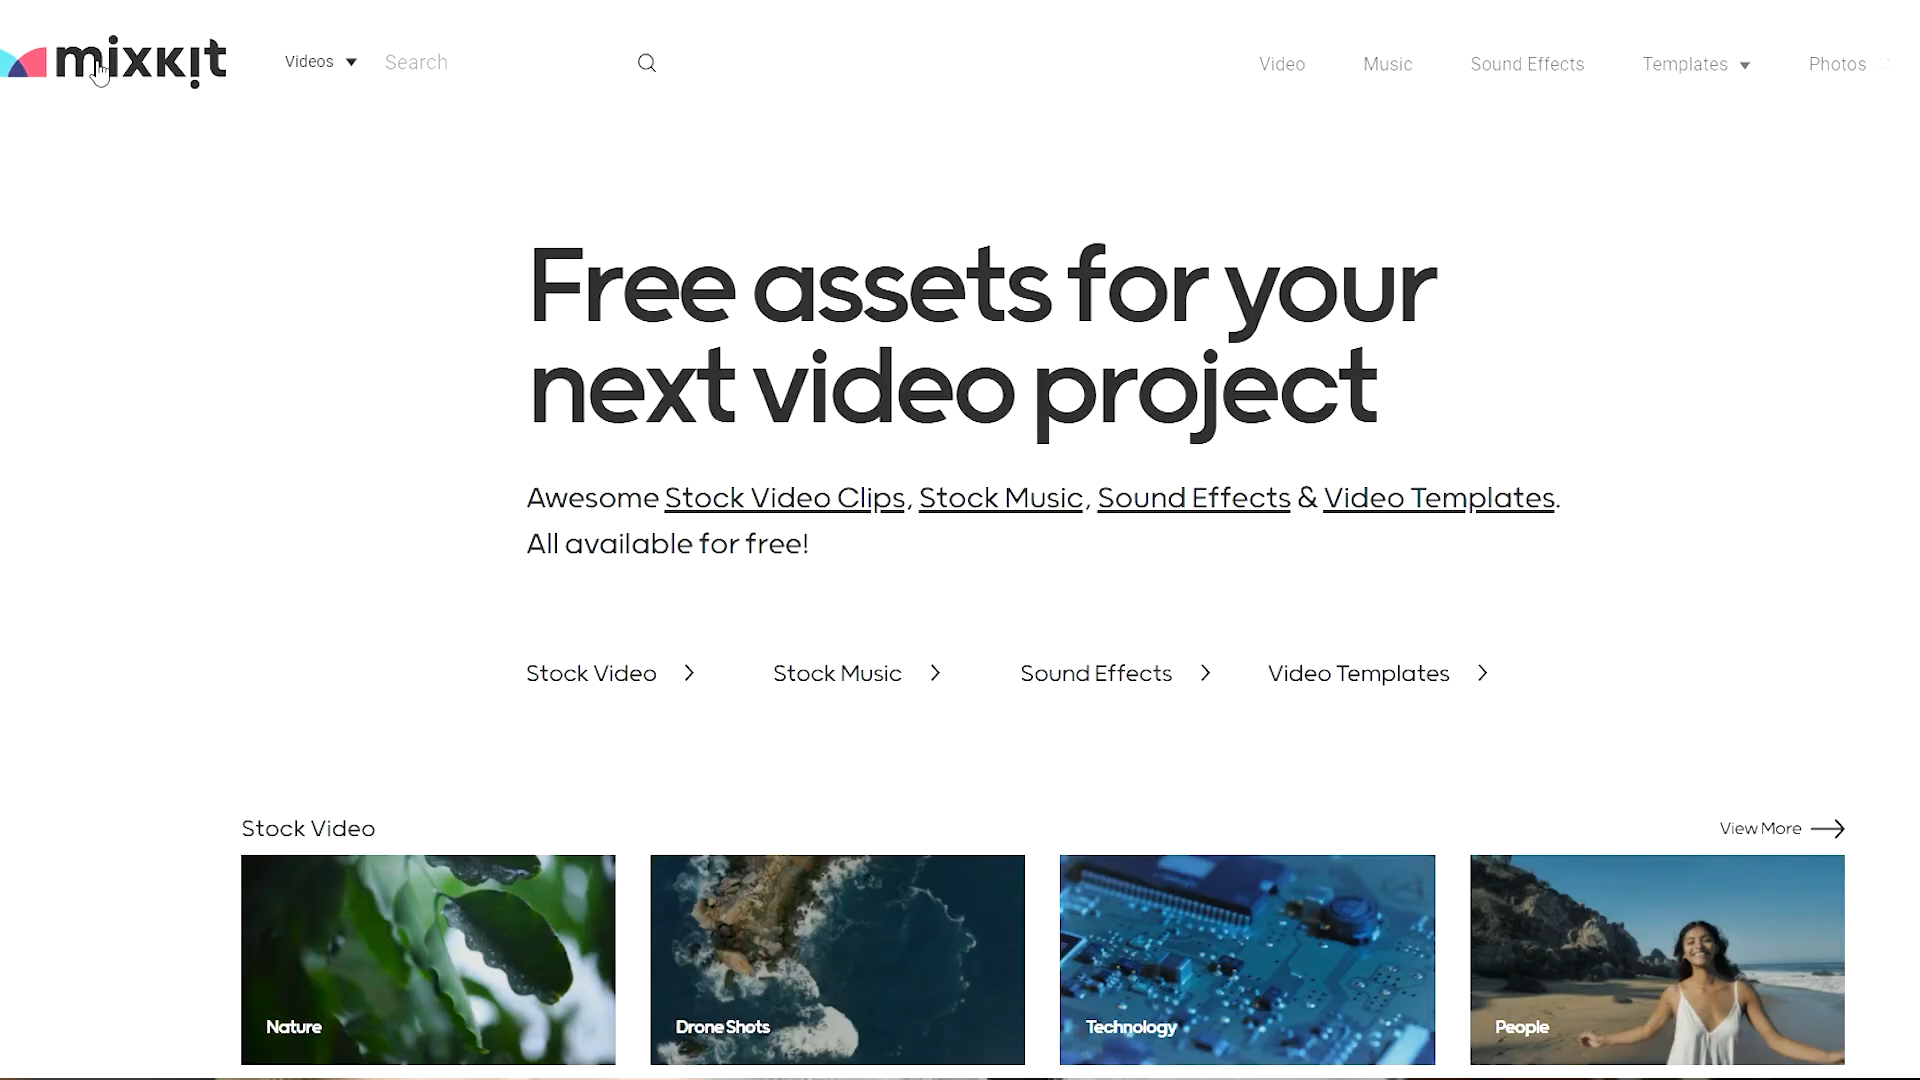 mixkit
Videos
Search
Video
Music
Sound Effects
Templates
Photos
Free assets for your
next video project
Awesome Stock Video Clips, Stock Music, Sound Effects & Video Templates.
All available for free!
Stock Video
Stock Music
Sound Effects
Video Templates
Stock Video
View More
Nature
Drone Shots
Technology
People